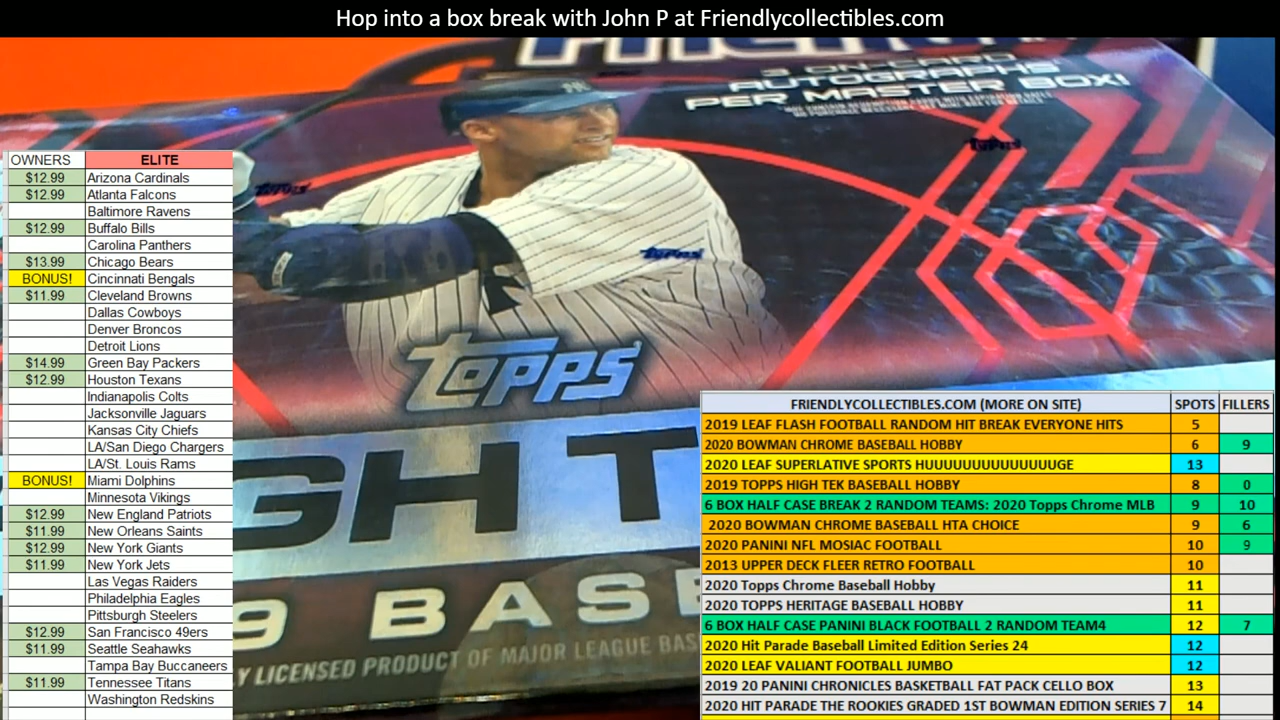 Hop into a box break with John P at Friendlycollectibles.com
3 ON-CARD
AUTOGRAPHS
PER MASTER BOX!
topps
topps
topps
TOPPS
GHT
9 BASE
Y LICENSED PRODUCT OF MAJOR LEAGUE BAS
OWNERS ELITE
$12.99 Arizona Cardinals
$12.99 Atlanta Falcons
Baltimore Ravens
$12.99 Buffalo Bills
Carolina Panthers
$13.99 Chicago Bears
BONUS! Cincinnati Bengals
$11.99 Cleveland Browns
Dallas Cowboys
Denver Broncos
Detroit Lions
$14.99 Green Bay Packers
$12.99 Houston Texans
Indianapolis Colts
Jacksonville Jaguars
Kansas City Chiefs
LA/San Diego Chargers
LA/St. Louis Rams
BONUS! Miami Dolphins
Minnesota Vikings
$12.99 New England Patriots
$11.99 New Orleans Saints
$12.99 New York Giants
$11.99 New York Jets
Las Vegas Raiders
Philadelphia Eagles
Pittsburgh Steelers
$12.99 San Francisco 49ers
$11.99 Seattle Seahawks
Tampa Bay Buccaneers
$11.99 Tennessee Titans
Washington Redskins
FRIENDLYCOLLECTIBLES.COM (MORE ON SITE) SPOTS FILLERS
2019 LEAF FLASH FOOTBALL RANDOM HIT BREAK EVERYONE HITS 5
2020 BOWMAN CHROME BASEBALL HOBBY 6 9
2020 LEAF SUPERLATIVE SPORTS HUUUUUUUUUUUUUUGE 13
2019 TOPPS HIGH TEK BASEBALL HOBBY 8 0
6 BOX HALF CASE BREAK 2 RANDOM TEAMS: 2020 Topps Chrome MLB 9 10
2020 BOWMAN CHROME BASEBALL HTA CHOICE 9 6
2020 PANINI NFL MOSIAC FOOTBALL 10 9
2013 UPPER DECK FLEER RETRO FOOTBALL 10
2020 Topps Chrome Baseball Hobby 11
2020 TOPPS HERITAGE BASEBALL HOBBY 11
6 BOX HALF CASE PANINI BLACK FOOTBALL 2 RANDOM TEAM4 12 7
2020 Hit Parade Baseball Limited Edition Series 24 12
2020 LEAF VALIANT FOOTBALL JUMBO 12
2019 20 PANINI CHRONICLES BASKETBALL FAT PACK CELLO BOX 13
2020 HIT PARADE THE ROOKIES GRADED 1ST BOWMAN EDITION SERIES 7 14